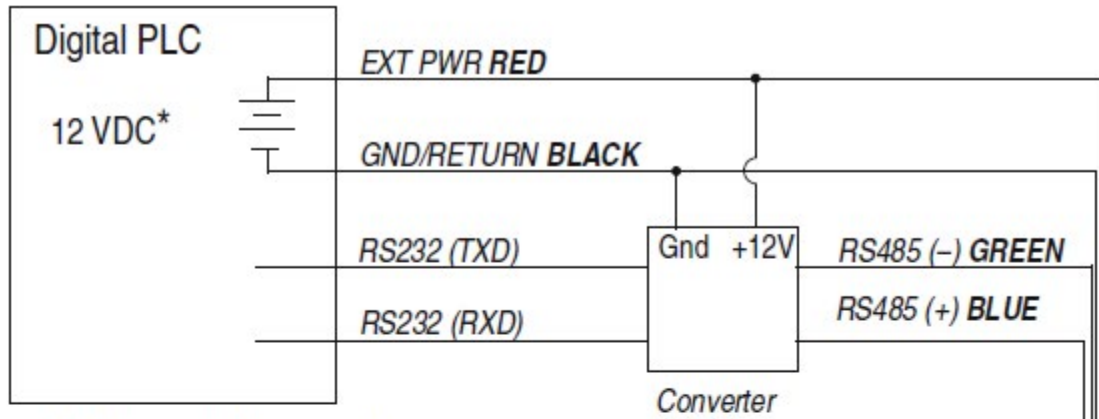 Digital PLC
12 VDC*
EXT PWR RED
GND/RETURN BLACK
RS232 (TXD)
RS232 (RXD)
Gnd +12V
RS485 (–) GREEN
RS485 (+) BLUE
Converter